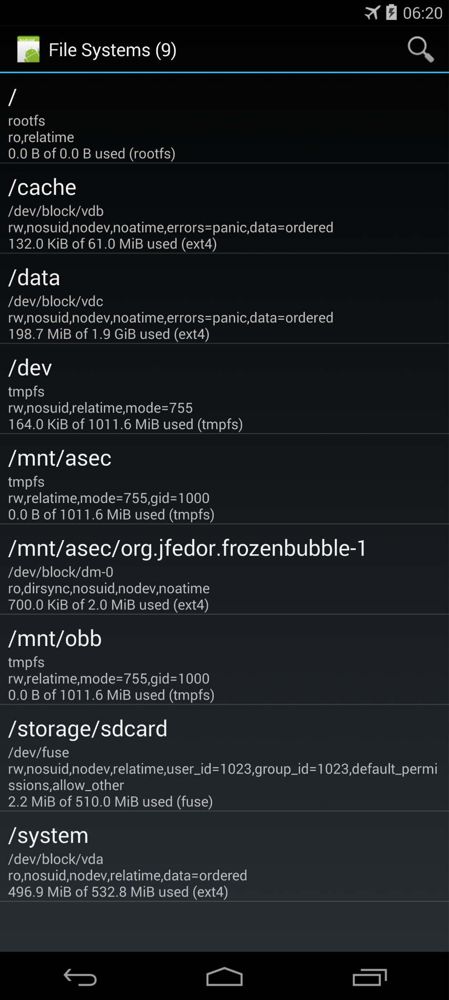 06:20
Android
File Systems (9)
/
rootfs
ro,relatime
0.0 B of 0.0 B used (rootfs)
/cache
/dev/block/vdb
rw,nosuid,nodev,noatime,errors=panic,data=ordered
132.0 KiB of 61.0 MiB used (ext4)
/data
/dev/block/vdc
rw,nosuid,nodev,noatime,errors=panic,data=ordered
198.7 MiB of 1.9 GiB used (ext4)
/dev
tmpfs
rw,nosuid,relatime,mode=755
164.0 KiB of 1011.6 MiB used (tmpfs)
/mnt/asec
tmpfs
rw,relatime,mode=755,gid=1000
0.0 B of 1011.6 MiB used (tmpfs)
/mnt/asec/org.jfedor.frozenbubble-1
/dev/block/dm-0
ro,dirsync,nosuid,nodev,noatime
700.0 KiB of 2.0 MiB used (ext4)
/mnt/obb
tmpfs
rw,relatime,mode=755,gid=1000
0.0 B of 1011.6 MiB used (tmpfs)
/storage/sdcard
/dev/fuse
rw,nosuid,nodev,relatime,user_id=1023,group_id=1023,default_permi
ssions,allow_other
2.2 MiB of 510.0 MiB used (fuse)
/system
/dev/block/vda
ro,nosuid,nodev,relatime,data=ordered
496.9 MiB of 532.8 MiB used (ext4)